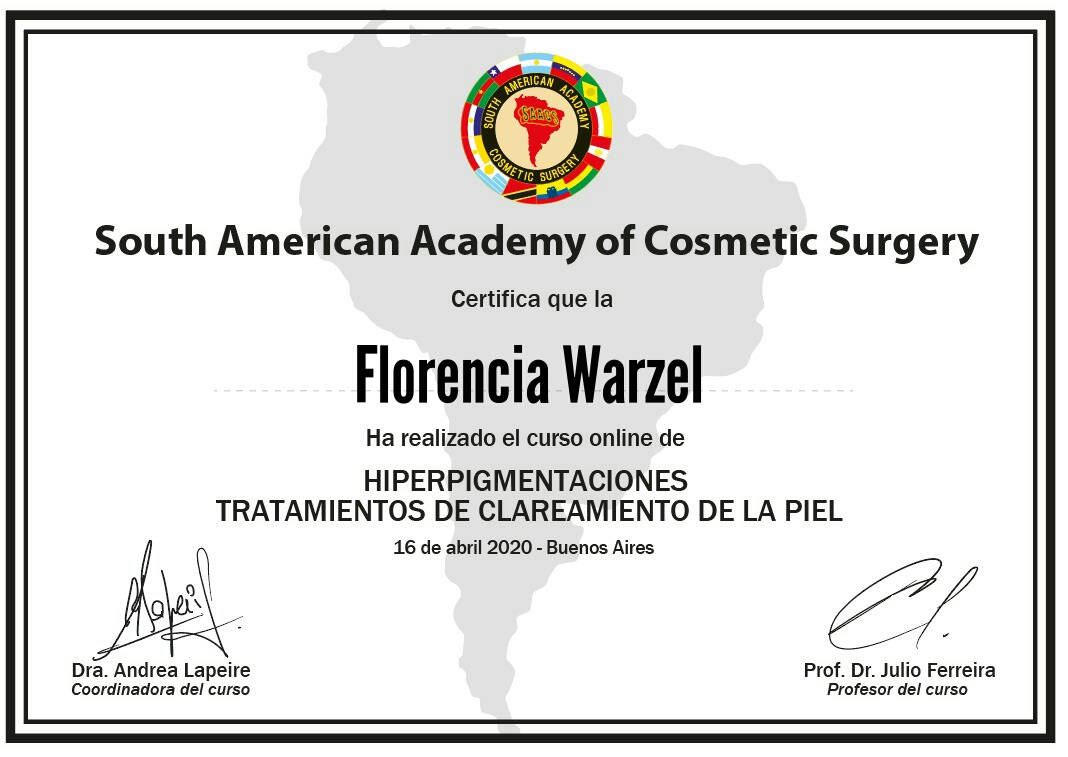 SOUTH AMERICAN ACADEMY
SAACS
COSMETIC SURGERY
South American Academy of Cosmetic Surgery
Certifica que la
Florencia Warzel
Ha realizado el curso online de
HIPERPIGMENTACIONES
TRATAMIENTOS DE CLAREAMIENTO DE LA PIEL
16 de abril 2020 - Buenos Aires
Dra. Andrea Lapeire
Coordinadora del curso
Prof. Dr. Julio Ferreira
Profesor del curso